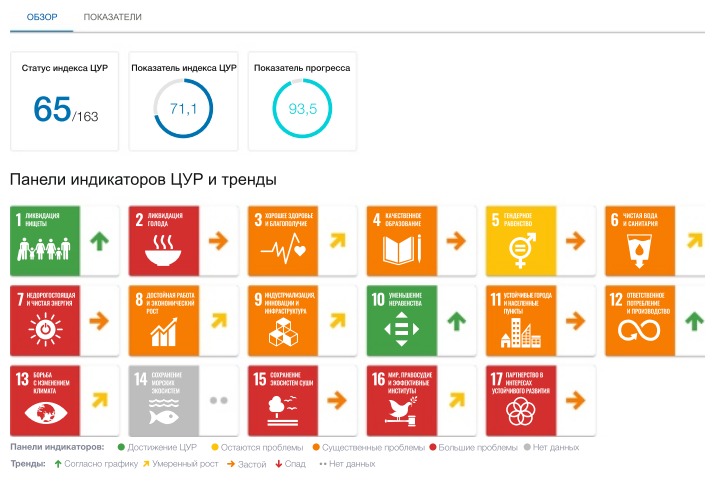 ОБЗОР ПОКАЗАТЕЛИ
Статус индекса ЦУР
65/163
Показатель индекса ЦУР
71,1
Показатель прогресса
93,5
Панели индикаторов ЦУР и тренды
1 ЛИКВИДАЦИЯ
НИЩЕТЫ
2 ЛИКВИДАЦИЯ
ГОЛОДА
3 ХОРОШЕЕ ЗДОРОВЬЕ
И БЛАГОПОЛУЧИЕ
4 КАЧЕСТВЕННОЕ
ОБРАЗОВАНИЕ
5 ГЕНДЕРНОЕ
РАВЕНСТВО
6 ЧИСТАЯ ВОДА
И САНИТАРИЯ
7 НЕДОРОГОСТОЯЩАЯ
И ЧИСТАЯ ЭНЕРГИЯ
8 ДОСТОЙНАЯ РАБОТА
И ЭКОНОМИЧЕСКИЙ
РОСТ
9 ИНДУСТРИАЛИЗАЦИЯ,
ИННОВАЦИИ И
ИНФРАСТРУКТУРА
10 УМЕНЬШЕНИЕ
НЕРАВЕНСТВА
11 УСТОЙЧИВЫЕ ГОРОДА
И НАСЕЛЕННЫЕ
ПУНКТЫ
12 ОТВЕТСТВЕННОЕ
ПОТРЕБЛЕНИЕ
И ПРОИЗВОДСТВО
13 БОРЬБА
С ИЗМЕНЕНИЕМ
КЛИМАТА
14 СОХРАНЕНИЕ
МОРСКИХ
ЭКОСИСТЕМ
15 СОХРАНЕНИЕ
ЭКОСИСТЕМ СУШИ
16 МИР, ПРАВОСУДИЕ
И ЭФФЕКТИВНЫЕ
ИНСТИТУТЫ
17 ПАРТНЕРСТВО В
ИНТЕРЕСАХ
УСТОЙЧИВОГО РАЗВИТИЯ
Панели индикаторов: Достижение ЦУР Остаются проблемы Существенные проблемы Большие проблемы Нет данных
Тренды: Согласно графику Умеренный рост Застой Спад Нет данных